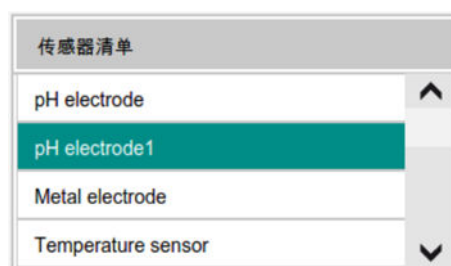 传感器清单
pH electrode
pH electrode1
Metal electrode
Temperature sensor